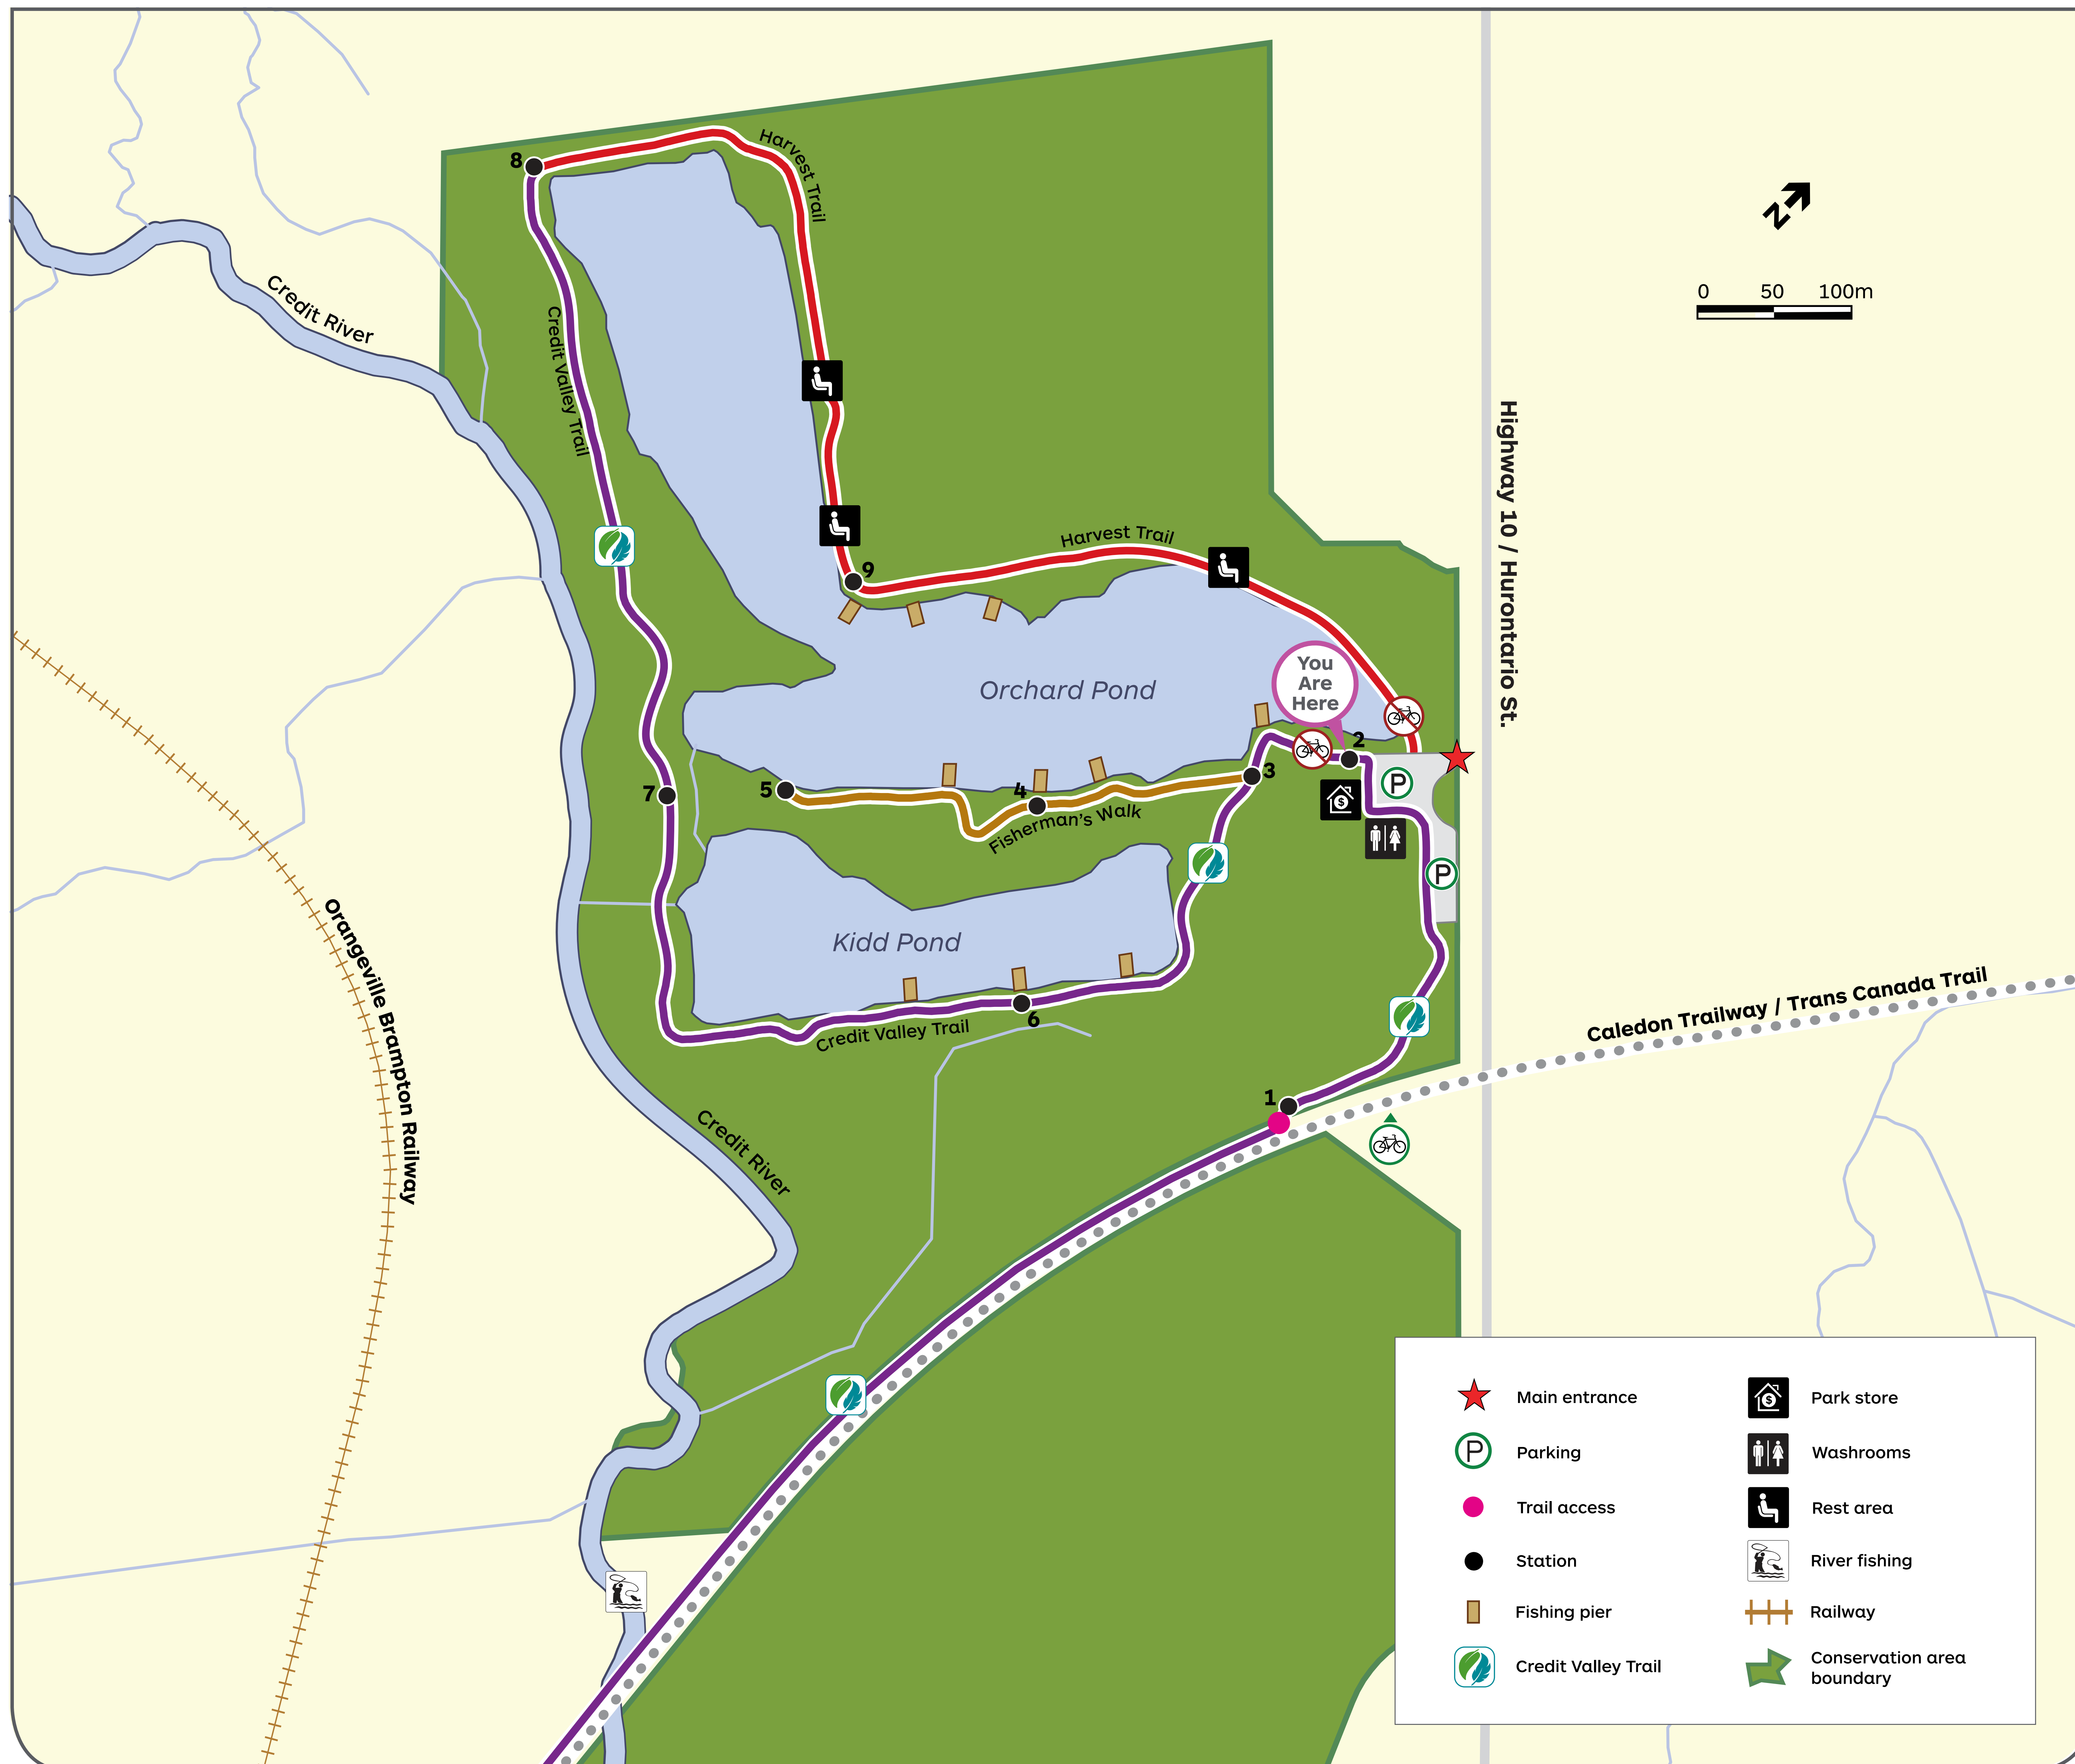 8
Harvest Trail
Credit River
Credit Valley Trail
N
0 50 100m
Highway 10 / Hurontario St.
Harvest Trail
9
You
Are
Here
Orchard Pond
2
3
P
5
4
7
Fisherman's Walk
P
Kidd Pond
6
Credit Valley Trail
Orangeville Brampton Railway
Caledon Trailway / Trans Canada Trail
1
Credit River
Main entrance
P Parking
Trail access
Station
Fishing pier
Credit Valley Trail
$ Park store
Washrooms
Rest area
River fishing
Railway
Conservation area
boundary